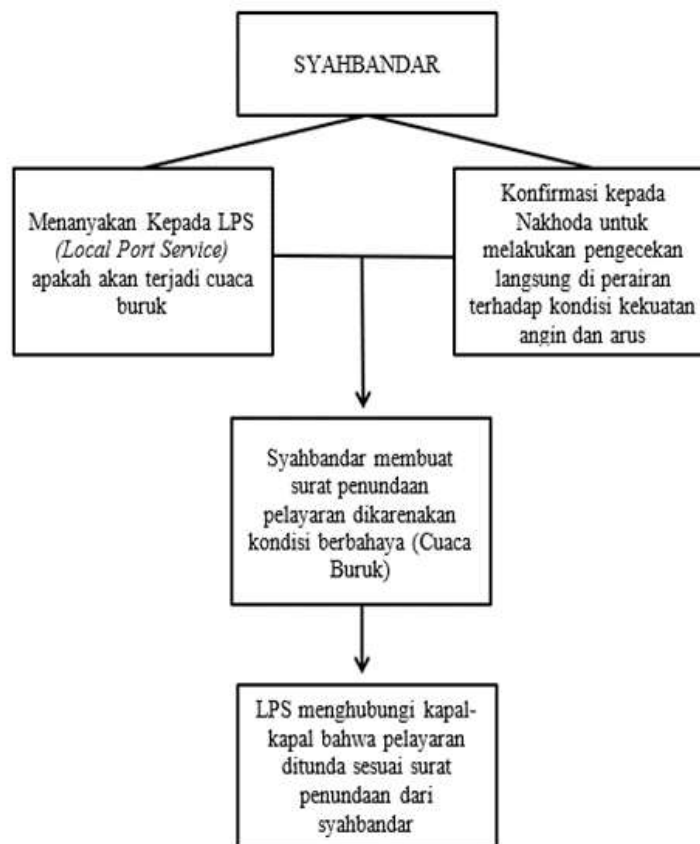 SYAHBANDAR
Menanyakan Kepada LPS
(Local Port Service)
apakah akan terjadi cuaca
buruk
Konfirmasi kepada
Nakhoda untuk
melakukan pengecekan
langsung di perairan
terhadap kondisi kekuatan
angin dan arus
Syahbandar membuat
surat penundaan
pelayaran dikarenakan
kondisi berbahaya (Cuaca
Buruk)
LPS menghubungi kapal-
kapal bahwa pelayaran
ditunda sesuai surat
penundaan dari
syahbandar